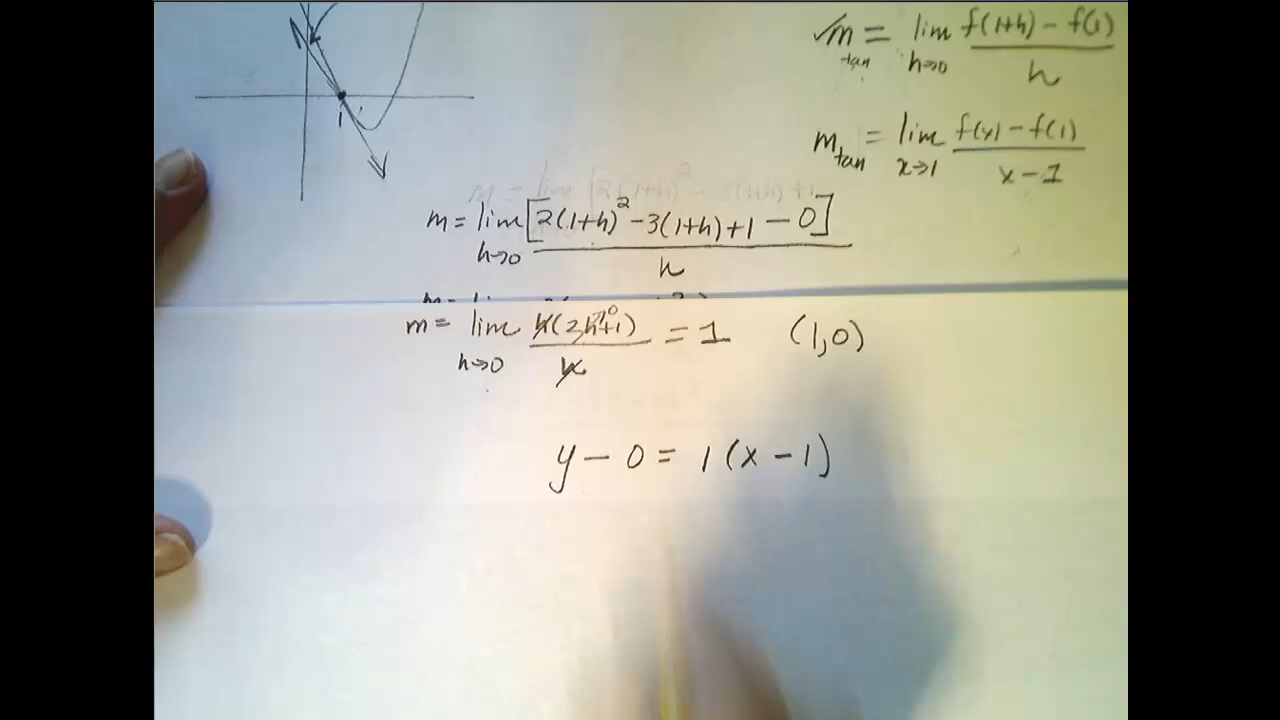 m_tan = lim h→0 f(1+h) - f(1) / h
m_tan = lim x→1 f(x) - f(1) / x - 1
1
m = lim h→0 [2(1+h)² - 3(1+h) + 1 - 0] / h
m = lim h→0 h(2h+1) / h = 1 (1,0)
y - 0 = 1(x - 1)